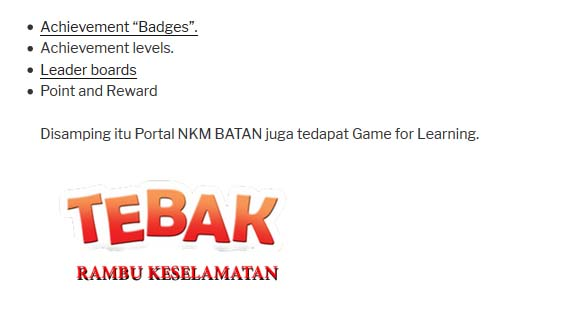 Achievement “Badges”.
Achievement levels.
Leader boards
Point and Reward
Disamping itu Portal NKM BATAN juga tedapat Game for Learning.
TEBAK
RAMBU KESELAMATAN